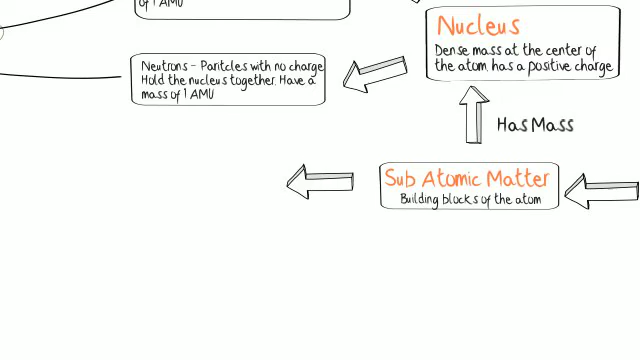 of 1 AMU
Nucleus
Dense mass at the center of
the atom has a positive charge
Neutrons - Paritcles with no charge
Hold the nucleus together. Have a
mass of 1 AMU
Has Mass
Sub Atomic Matter
Building blocks of the atom